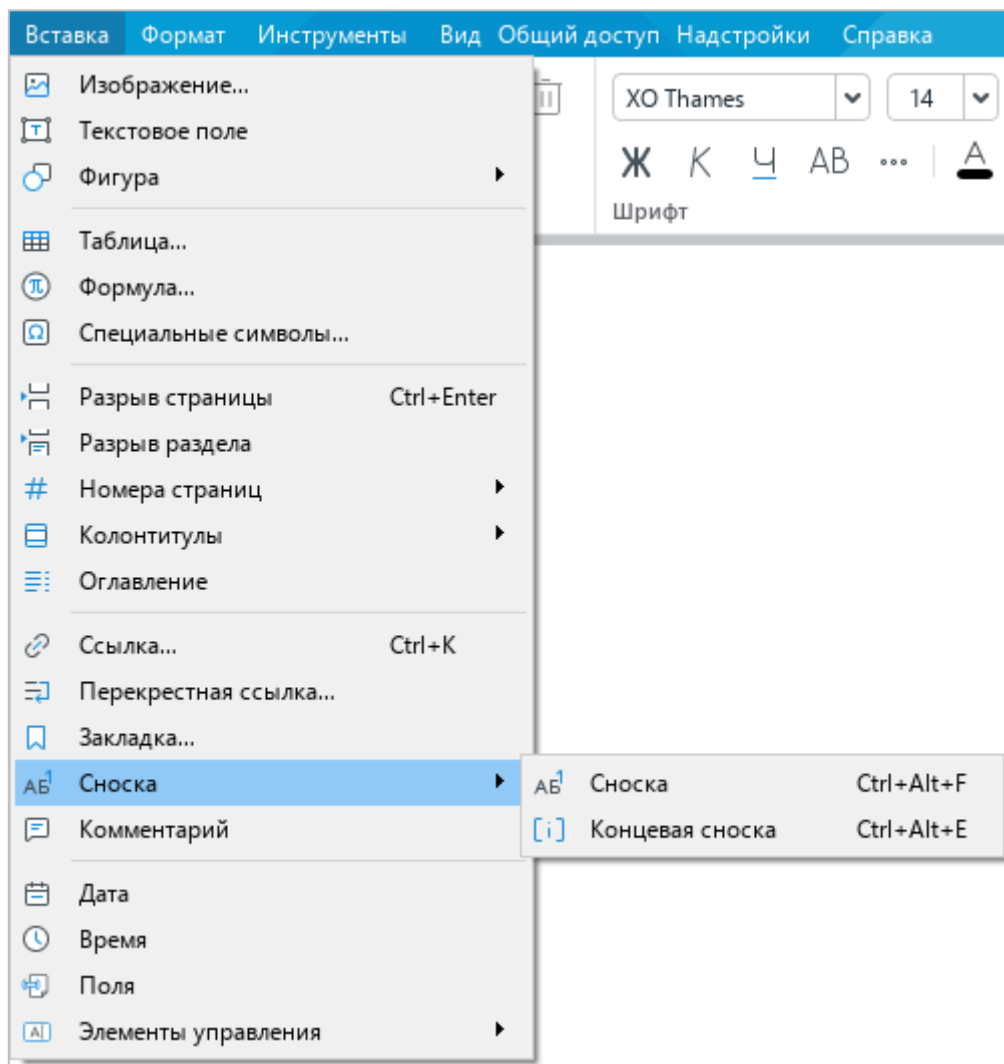 Вставка Формат Инструменты Вид Общий доступ Надстройки Справка
XO Thames 14
Ж К Ч АВ А
Шрифт
Изображение...
Текстовое поле
Фигура
Таблица...
Формула...
Специальные символы...
Разрыв страницы Ctrl+Enter
Разрыв раздела
Номера страниц
Колонтитулы
Оглавление
Ссылка... Ctrl+K
Перекрестная ссылка...
Закладка...
АБ1 Сноска
АБ1 Сноска Ctrl+Alt+F
[i] Концевая сноска Ctrl+Alt+E
Комментарий
Дата
Время
Поля
Элементы управления